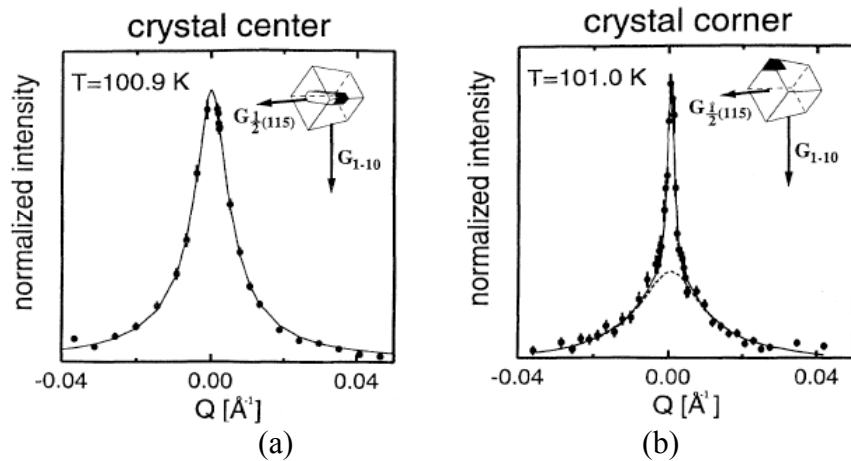 crystal center
T=100.9 K
G½(115)
G1-10
normalized intensity
-0.04
0.00
0.04
Q [Å-1]
(a)
crystal corner
T=101.0 K
G½(115)
G1-10
normalized intensity
-0.04
0.00
0.04
Q [Å-1]
(b)